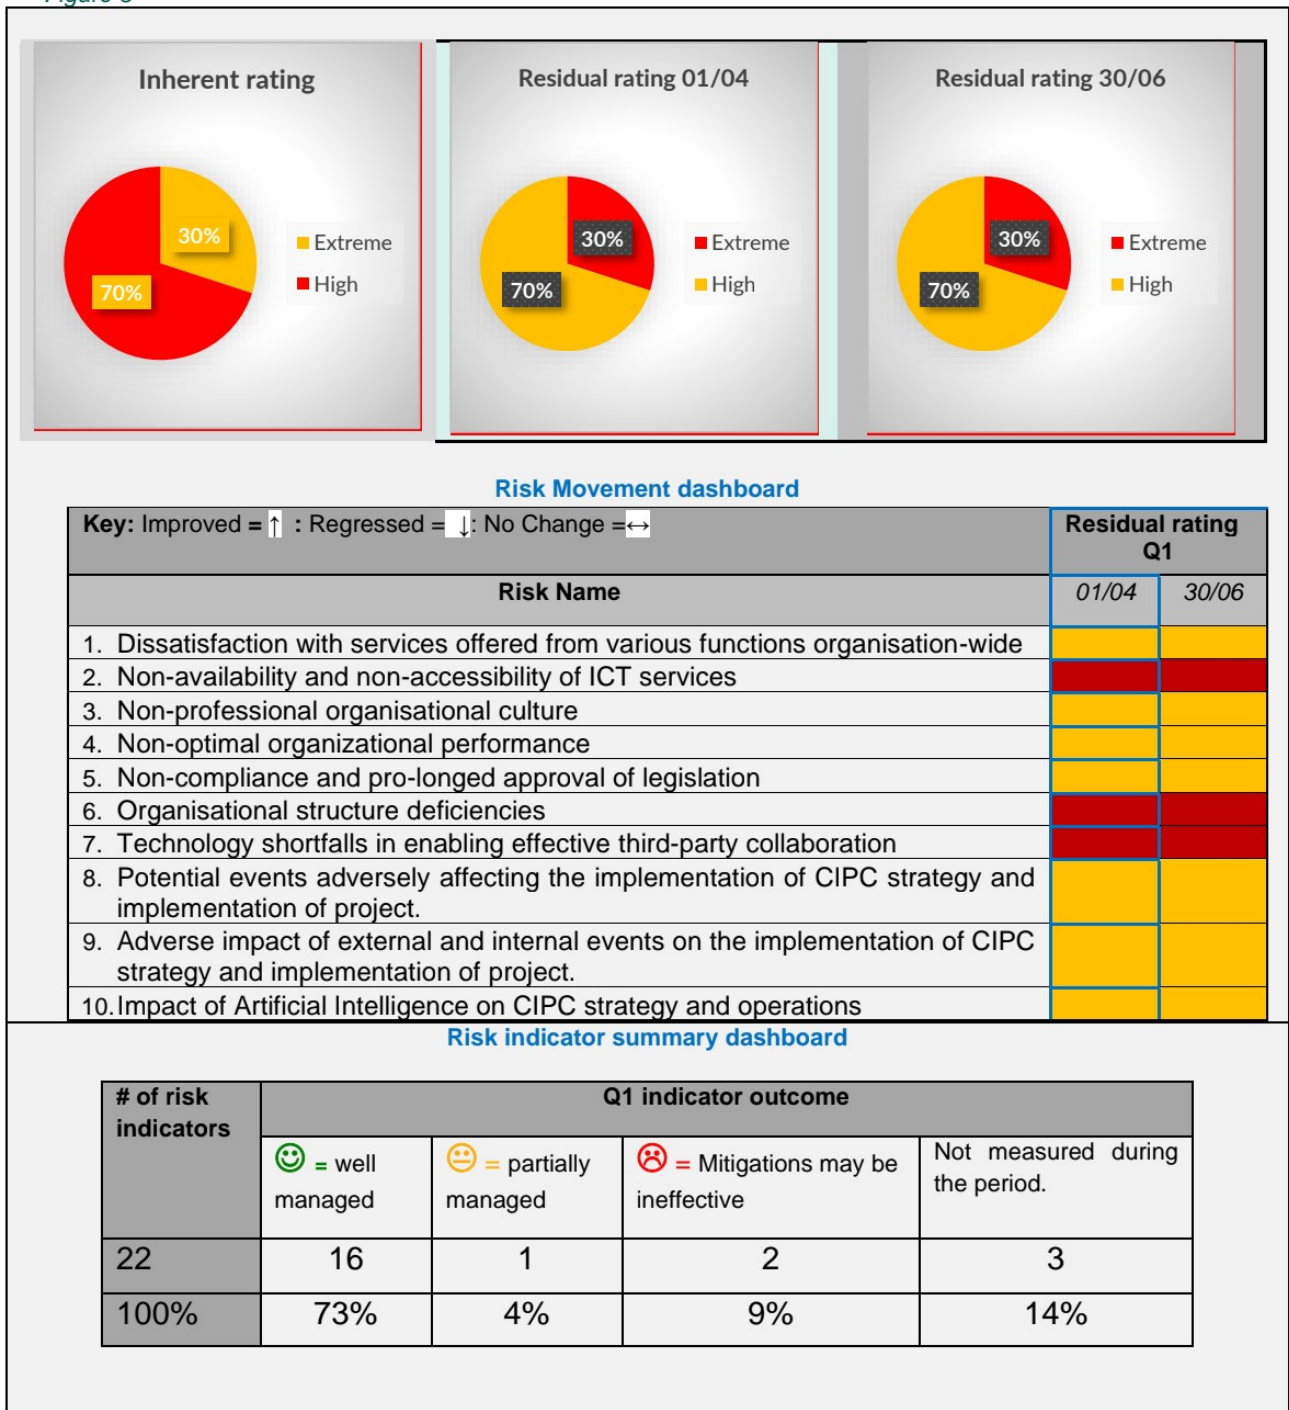 Figure 3
Inherent rating
30%
70%
Extreme
High
Residual rating 01/04
30%
70%
Extreme
High
Residual rating 30/06
30%
70%
Extreme
High
Risk Movement dashboard
Key: Improved = ↑ : Regressed = ↓: No Change =↔
Residual rating
Q1
Risk Name
01/04
30/06
1. Dissatisfaction with services offered from various functions organisation-wide
2. Non-availability and non-accessibility of ICT services
3. Non-professional organisational culture
4. Non-optimal organizational performance
5. Non-compliance and pro-longed approval of legislation
6. Organisational structure deficiencies
7. Technology shortfalls in enabling effective third-party collaboration
8. Potential events adversely affecting the implementation of CIPC strategy and
implementation of project.
9. Adverse impact of external and internal events on the implementation of CIPC
strategy and implementation of project.
10. Impact of Artificial Intelligence on CIPC strategy and operations
Risk indicator summary dashboard
# of risk
indicators
Q1 indicator outcome
= well
managed
= partially
managed
= Mitigations may be
ineffective
Not measured during
the period.
22 16 1 2 3
100% 73% 4% 9% 14%